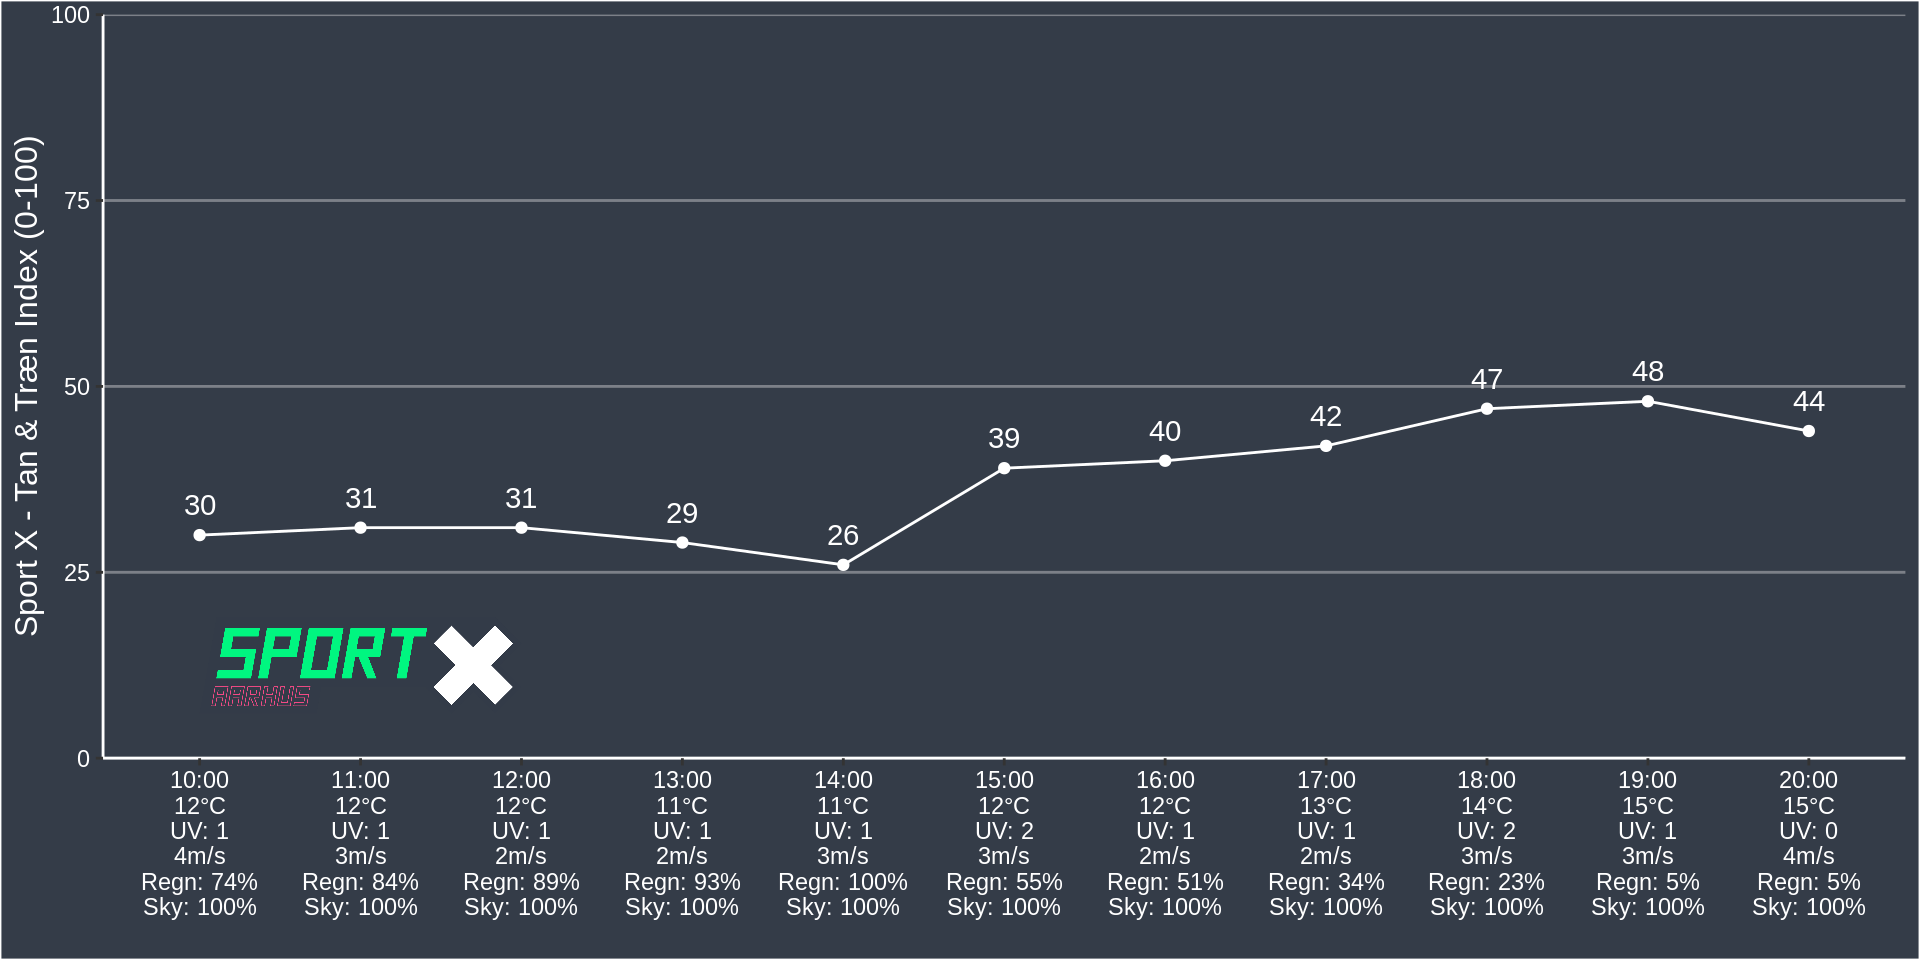 Sport X - Tan & Træn Index (0-100)
100
75
50
25
0
30
31
31
29
26
39
40
42
47
48
44
SPORT X
AARHUS
10:00
12°C
UV: 1
4m/s
Regn: 74%
Sky: 100%
11:00
12°C
UV: 1
3m/s
Regn: 84%
Sky: 100%
12:00
12°C
UV: 1
2m/s
Regn: 89%
Sky: 100%
13:00
11°C
UV: 1
2m/s
Regn: 93%
Sky: 100%
14:00
11°C
UV: 1
3m/s
Regn: 100%
Sky: 100%
15:00
12°C
UV: 2
3m/s
Regn: 55%
Sky: 100%
16:00
12°C
UV: 1
2m/s
Regn: 51%
Sky: 100%
17:00
13°C
UV: 1
2m/s
Regn: 34%
Sky: 100%
18:00
14°C
UV: 2
3m/s
Regn: 23%
Sky: 100%
19:00
15°C
UV: 1
3m/s
Regn: 5%
Sky: 100%
20:00
15°C
UV: 0
4m/s
Regn: 5%
Sky: 100%